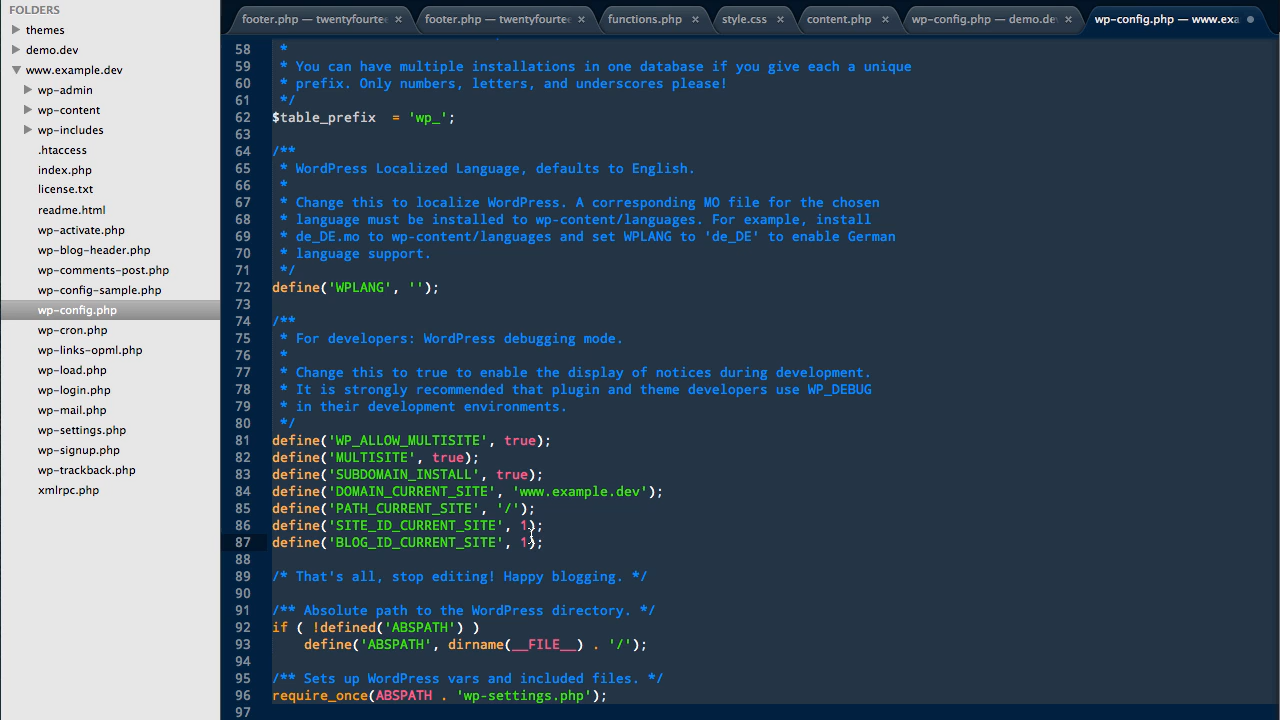 FOLDERS
themes
demo.dev
www.example.dev
wp-admin
wp-content
wp-includes
.htaccess
index.php
license.txt
readme.html
wp-activate.php
wp-blog-header.php
wp-comments-post.php
wp-config-sample.php
wp-config.php
wp-cron.php
wp-links-opml.php
wp-load.php
wp-login.php
wp-mail.php
wp-settings.php
wp-signup.php
wp-trackback.php
xmlrpc.php
footer.php — twentyfourtee × footer.php — twentyfourtee × functions.php × style.css × content.php × wp-config.php — demo.de × wp-config.php — www.exa
58 *
59 * You can have multiple installations in one database if you give each a unique
60 * prefix. Only numbers, letters, and underscores please!
61 */
62 $table_prefix  = 'wp_';
63
64 /**
65 * WordPress Localized Language, defaults to English.
66 *
67 * Change this to localize WordPress. A corresponding MO file for the chosen
68 * language must be installed to wp-content/languages. For example, install
69 * de_DE.mo to wp-content/languages and set WPLANG to 'de_DE' to enable German
70 * language support.
71 */
72 define('WPLANG', '');
73
74 /**
75 * For developers: WordPress debugging mode.
76 *
77 * Change this to true to enable the display of notices during development.
78 * It is strongly recommended that plugin and theme developers use WP_DEBUG
79 * in their development environments.
80 */
81 define('WP_ALLOW_MULTISITE', true);
82 define('MULTISITE', true);
83 define('SUBDOMAIN_INSTALL', true);
84 define('DOMAIN_CURRENT_SITE', 'www.example.dev');
85 define('PATH_CURRENT_SITE', '/');
86 define('SITE_ID_CURRENT_SITE', 1);
87 define('BLOG_ID_CURRENT_SITE', 1);
88
89 /* That's all, stop editing! Happy blogging. */
90
91 /** Absolute path to the WordPress directory. */
92 if ( !defined('ABSPATH') )
93 define('ABSPATH', dirname(__FILE__) . '/');
94
95 /** Sets up WordPress vars and included files. */
96 require_once(ABSPATH . 'wp-settings.php');
97